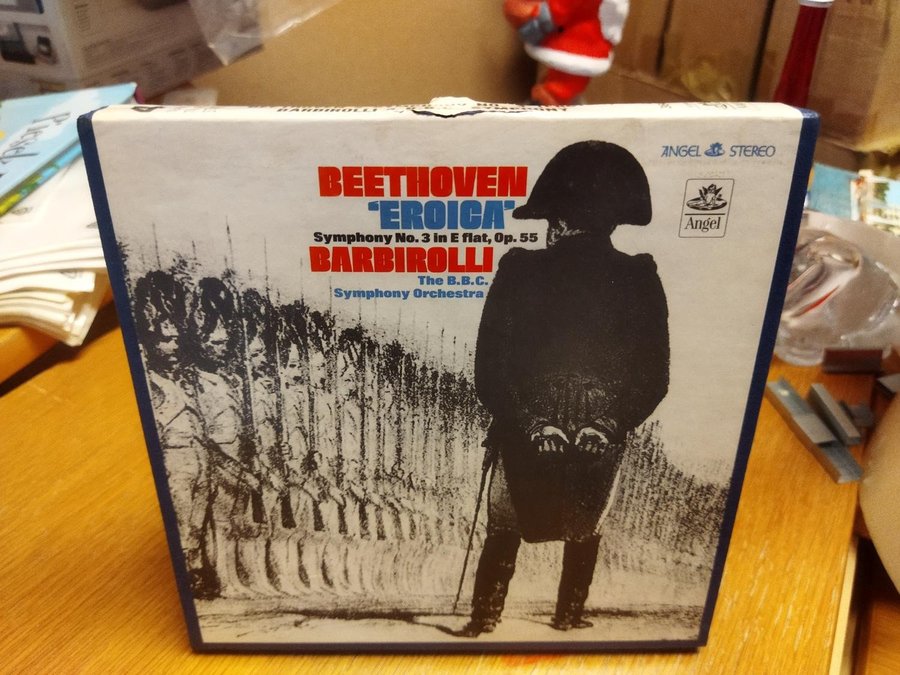 BEETHOVEN
'EROICA'
Symphony No. 3 in E flat, Op. 55
BARBIROLLI
The B.B.C.
Symphony Orchestra
ANGEL STEREO
Angel
BARBIROLLI